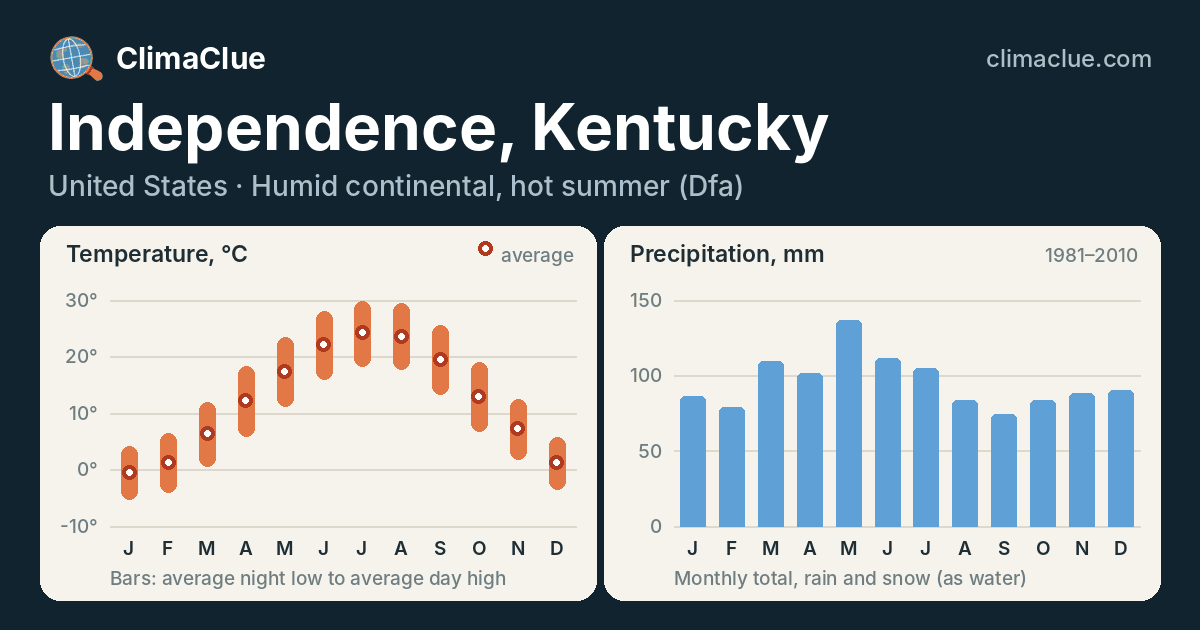 ClimaClue
climaclue.com
Independence, Kentucky
United States · Humid continental, hot summer (Dfa)
Temperature, °C
average
30°
20°
10°
0°
-10°
J F M A M J J A S O N D
Bars: average night low to average day high
Precipitation, mm
1981–2010
150
100
50
0
J F M A M J J A S O N D
Monthly total, rain and snow (as water)